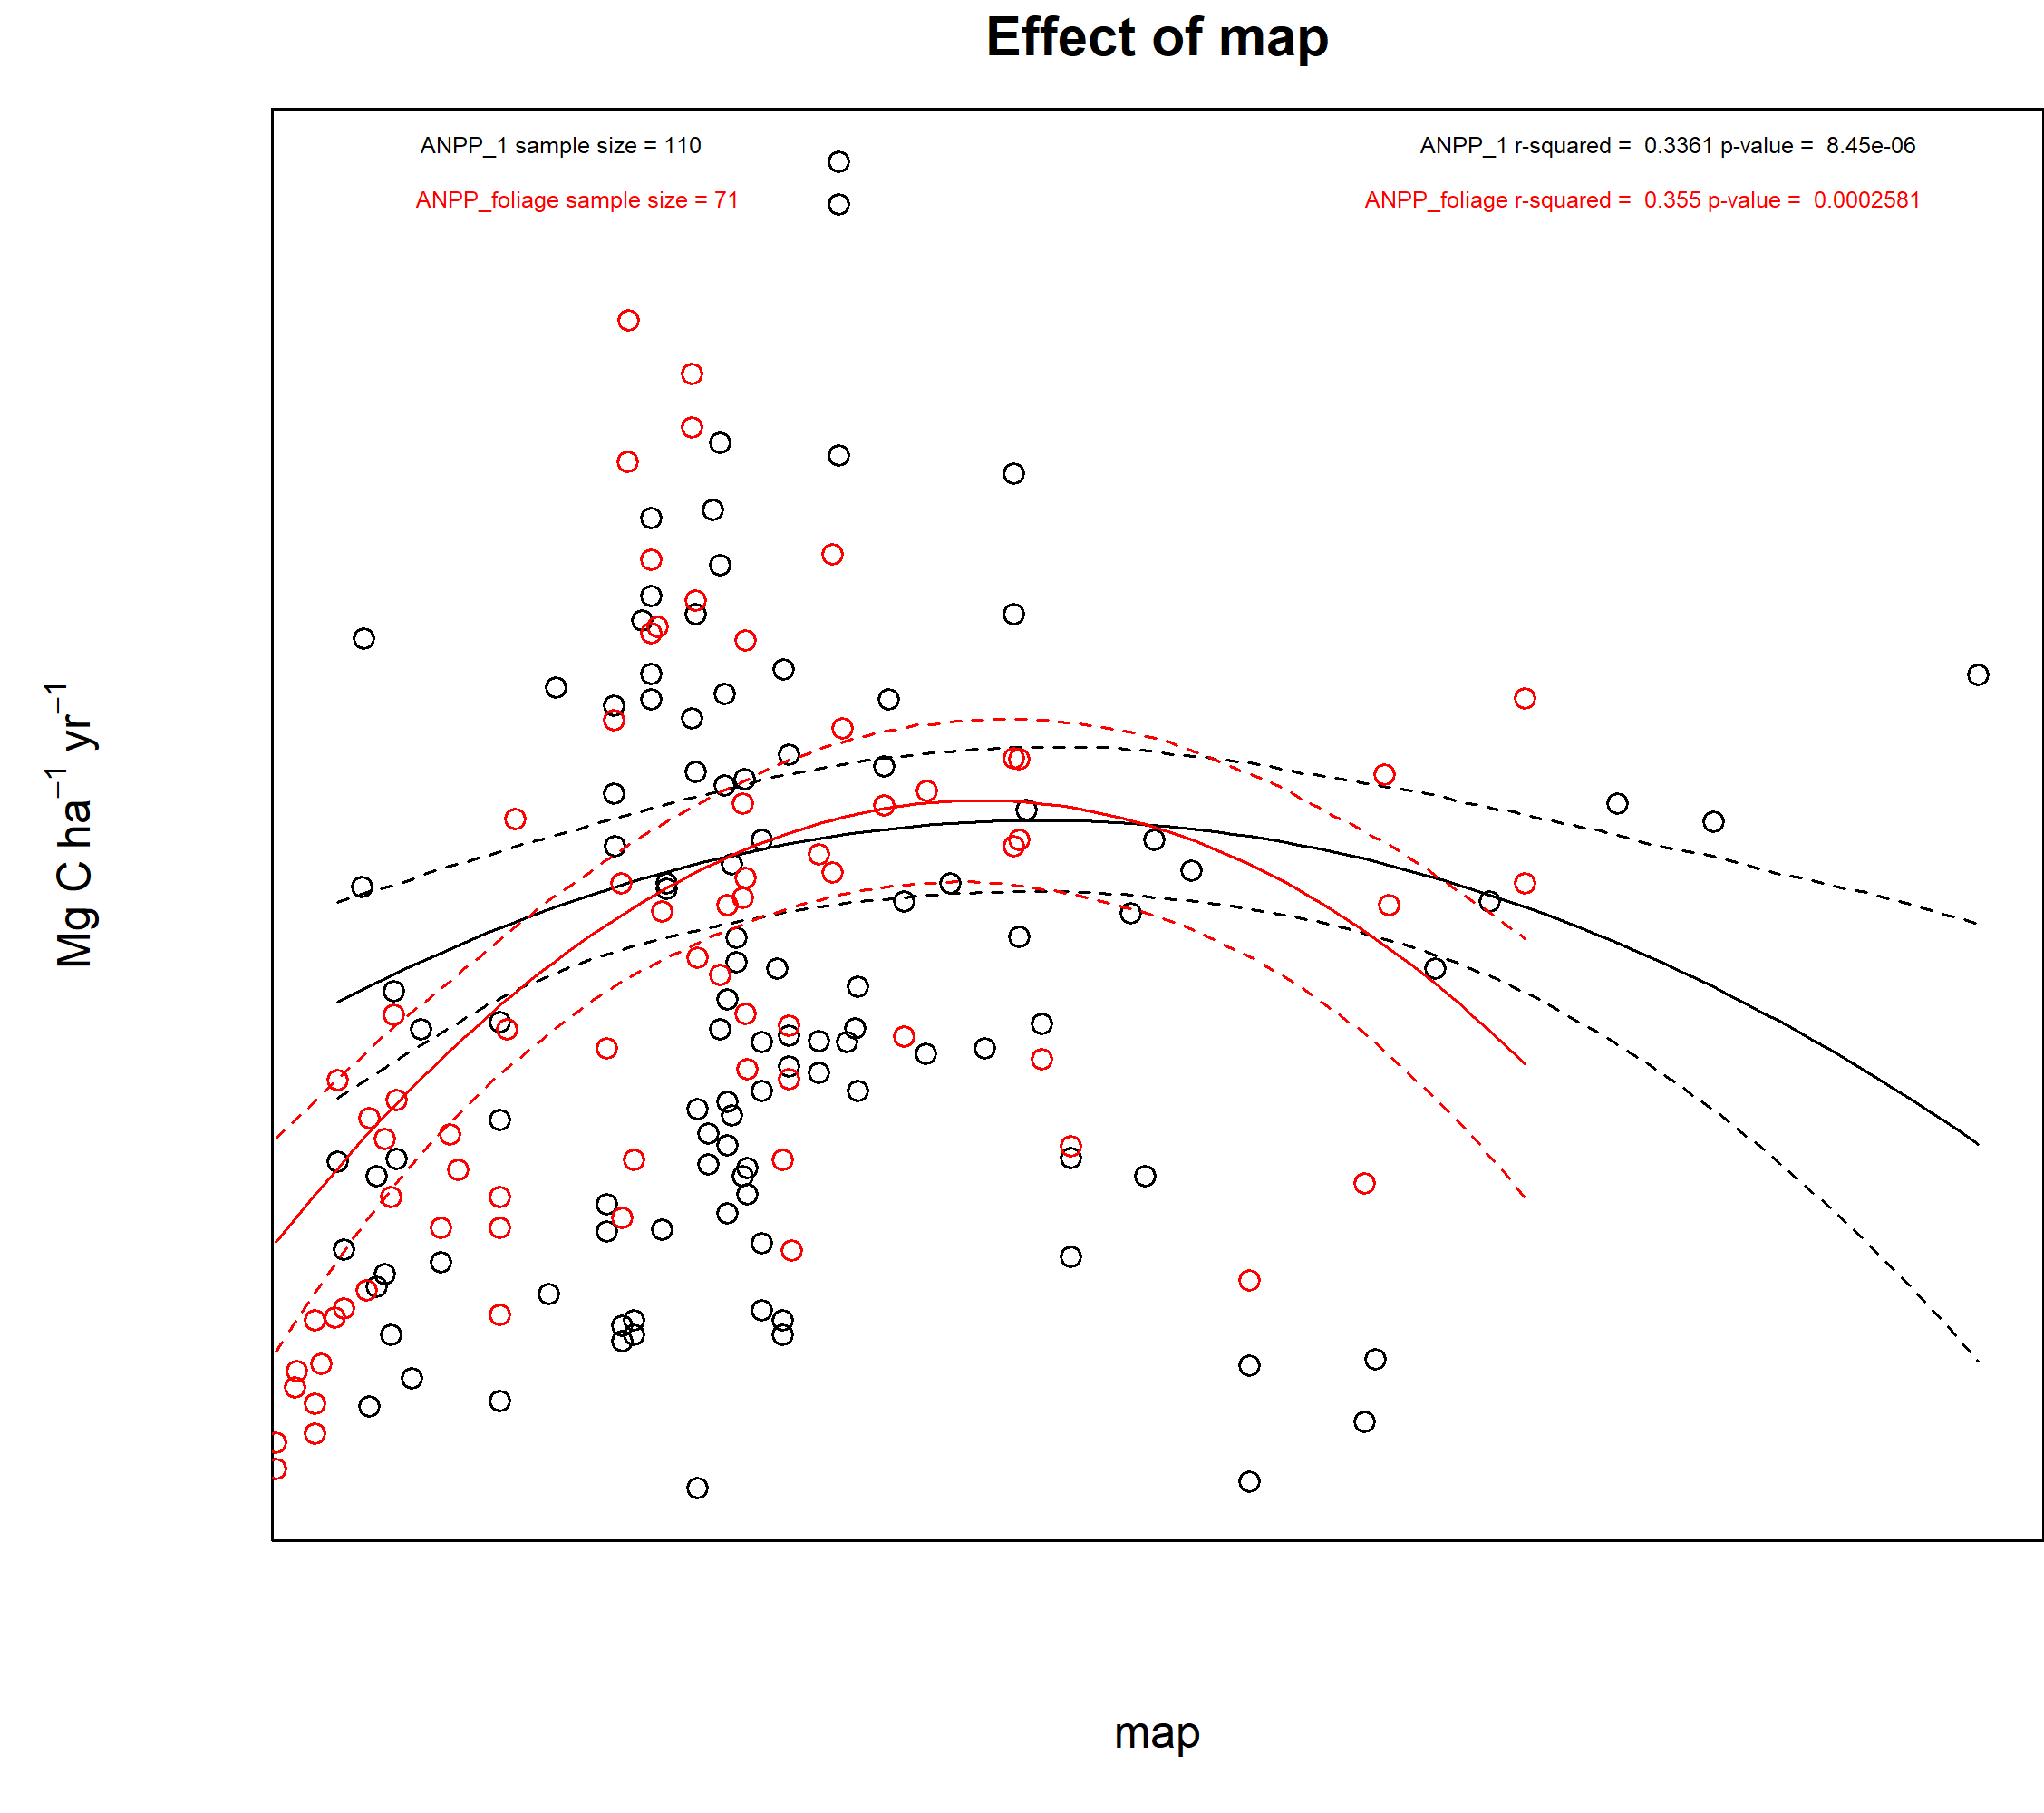 Effect of map
ANPP_1 sample size = 110
ANPP_1 r-squared =  0.3361 p-value =  8.45e-06
ANPP_foliage sample size = 71
ANPP_foliage r-squared =  0.355 p-value =  0.0002581
Mg C ha⁻¹ yr⁻¹
map